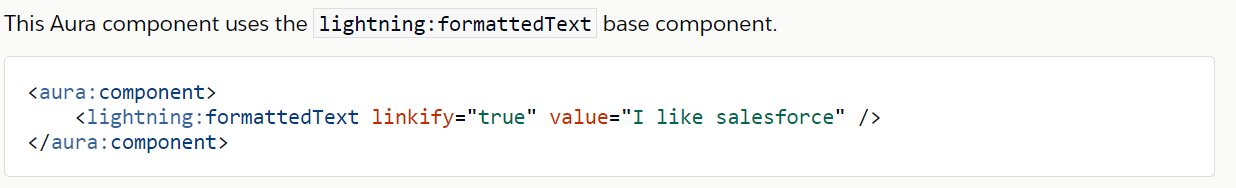 This Aura component uses the lightning:formattedText base component.
<aura:component>
    <lightning:formattedText linkify="true" value="I like salesforce" />
</aura:component>